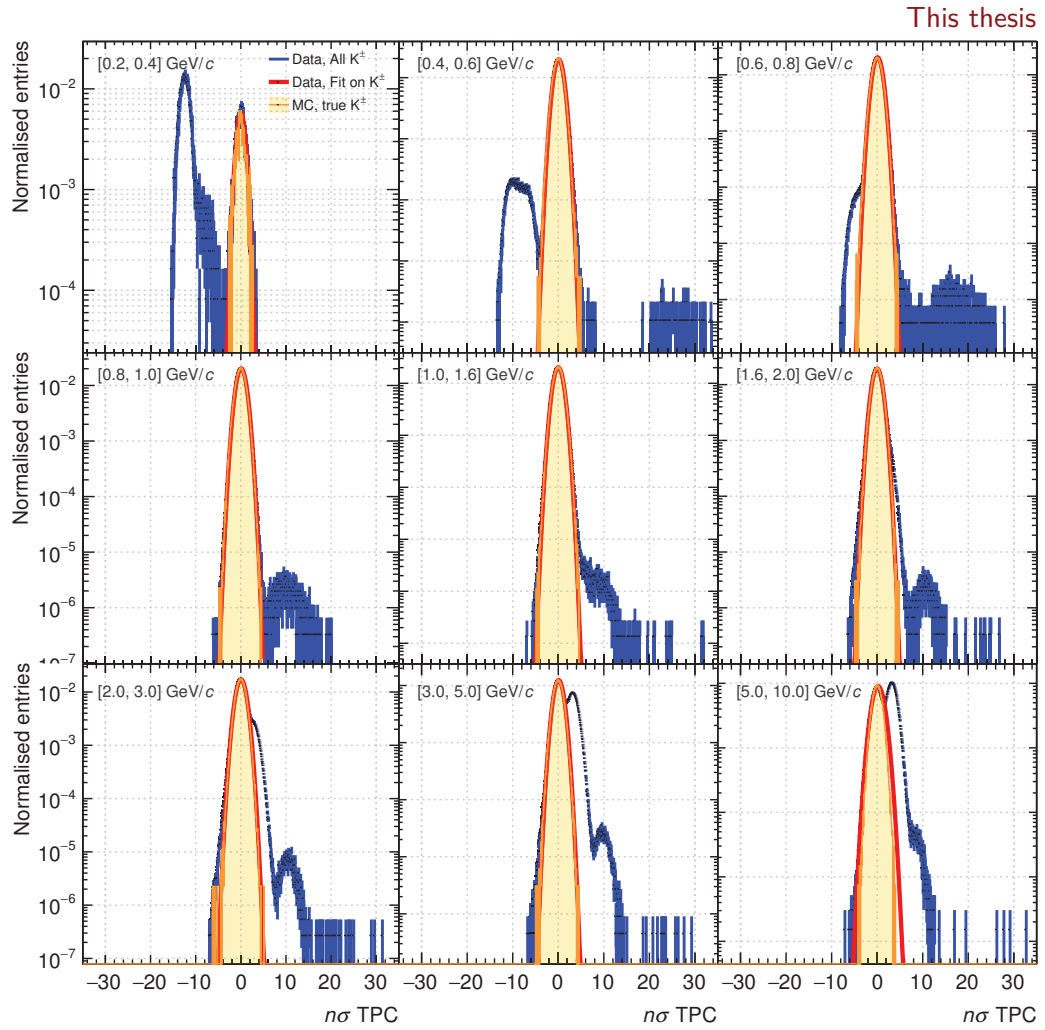 This thesis
Normalised entries
[0.2, 0.4] GeV/c
Data, All K±
Data, Fit on K±
MC, true K±
[0.4, 0.6] GeV/c
[0.6, 0.8] GeV/c
10⁻²
10⁻³
10⁻⁴
Normalised entries
[0.8, 1.0] GeV/c
[1.0, 1.6] GeV/c
[1.6, 2.0] GeV/c
10⁻²
10⁻³
10⁻⁴
10⁻⁵
10⁻⁶
10⁻⁷
Normalised entries
[2.0, 3.0] GeV/c
[3.0, 5.0] GeV/c
[5.0, 10.0] GeV/c
10⁻²
10⁻³
10⁻⁴
10⁻⁵
10⁻⁶
10⁻⁷
−30 −20 −10 0 10 20 30
−30 −20 −10 0 10 20 30
−30 −20 −10 0 10 20 30
nσ TPC
nσ TPC
nσ TPC